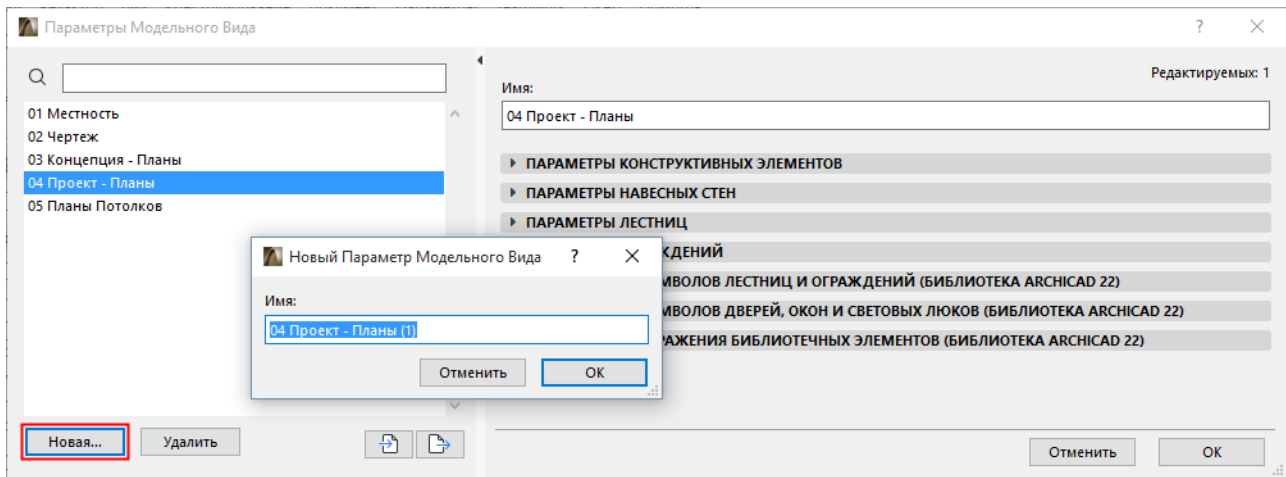 Параметры Модельного Вида
?
Редактируемых: 1
Имя:
04 Проект - Планы
01 Местность
02 Чертеж
03 Концепция - Планы
04 Проект - Планы
05 Планы Потолков
ПАРАМЕТРЫ КОНСТРУКТИВНЫХ ЭЛЕМЕНТОВ
ПАРАМЕТРЫ НАВЕСНЫХ СТЕН
ПАРАМЕТРЫ ЛЕСТНИЦ
ЖДЕНИЙ
ЛЕСТНИЦ И ОГРАЖДЕНИЙ (БИБЛИОТЕКА ARCHICAD 22)
ДВЕРЕЙ, ОКОН И СВЕТОВЫХ ЛЮКОВ (БИБЛИОТЕКА ARCHICAD 22)
РАЖЕНИЯ БИБЛИОТЕЧНЫХ ЭЛЕМЕНТОВ (БИБЛИОТЕКА ARCHICAD 22)
Новый Параметр Модельного Вида ?
Имя:
04 Проект - Планы (1)
Отменить OK
Новая... Удалить
Отменить OK